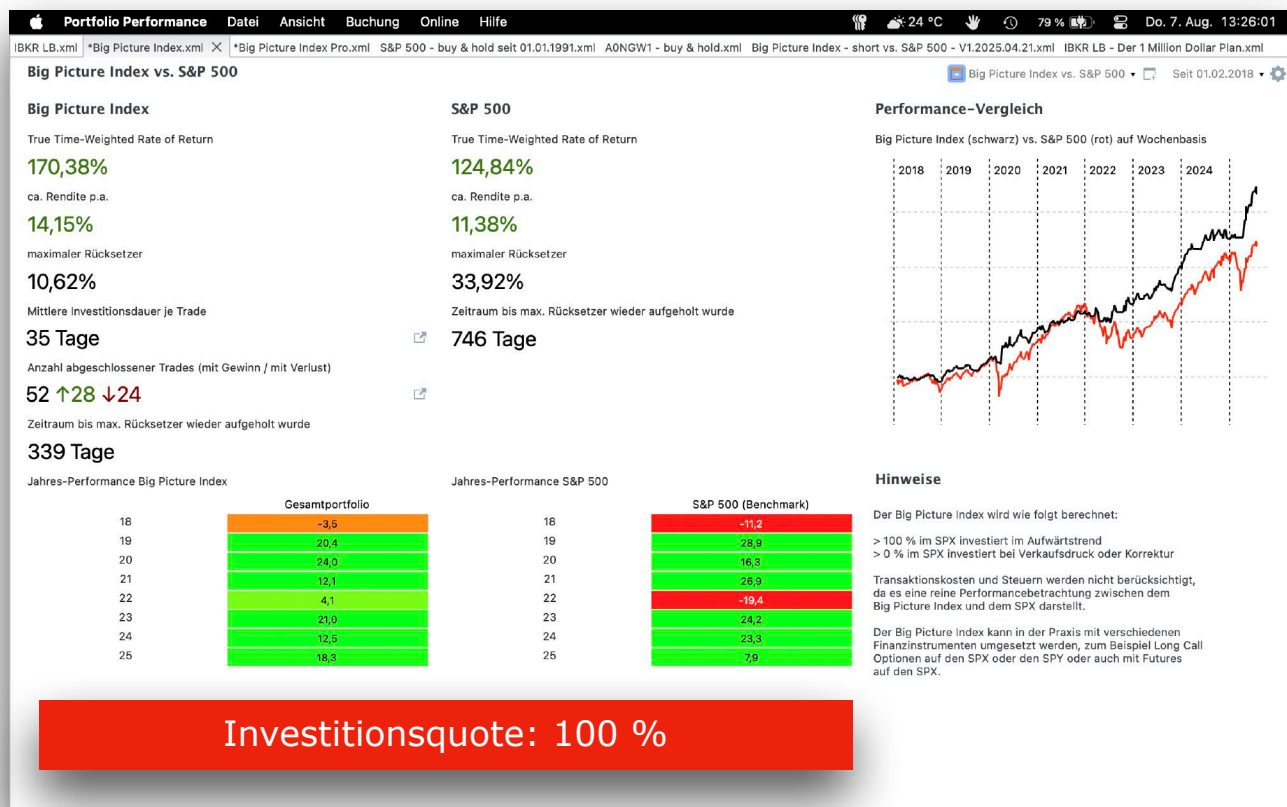 Portfolio Performance Datei Ansicht Buchung Online Hilfe 24 °C 79 % Do. 7. Aug. 13:26:01
IBKR LB.xml *Big Picture Index.xml *Big Picture Index Pro.xml S&P 500 - buy & hold seit 01.01.1991.xml A0NGW1 - buy & hold.xml Big Picture Index - short vs. S&P 500 - V1.2025.04.21.xml IBKR LB - Der 1 Million Dollar Plan.xml
Big Picture Index vs. S&P 500
Big Picture Index vs. S&P 500 Seit 01.02.2018
Big Picture Index
True Time-Weighted Rate of Return
170,38%
ca. Rendite p.a.
14,15%
maximaler Rücksetzer
10,62%
Mittlere Investitionsdauer je Trade
35 Tage
Anzahl abgeschlossener Trades (mit Gewinn / mit Verlust)
52 ↑28 ↓24
Zeitraum bis max. Rücksetzer wieder aufgeholt wurde
339 Tage
S&P 500
True Time-Weighted Rate of Return
124,84%
ca. Rendite p.a.
11,38%
maximaler Rücksetzer
33,92%
Zeitraum bis max. Rücksetzer wieder aufgeholt wurde
746 Tage
Performance-Vergleich
Big Picture Index (schwarz) vs. S&P 500 (rot) auf Wochenbasis
2018 2019 2020 2021 2022 2023 2024
Jahres-Performance Big Picture Index
Gesamtportfolio
18 -3,5
19 20,4
20 24,0
21 12,1
22 4,1
23 21,0
24 12,5
25 18,3
Jahres-Performance S&P 500
S&P 500 (Benchmark)
18 -11,2
19 28,9
20 16,3
21 26,9
22 -19,4
23 24,2
24 23,3
25 7,9
Hinweise
Der Big Picture Index wird wie folgt berechnet:
> 100 % im SPX investiert im Aufwärtstrend
> 0 % im SPX investiert bei Verkaufsdruck oder Korrektur
Transaktionskosten und Steuern werden nicht berücksichtigt,
da es eine reine Performancebetrachtung zwischen dem
Big Picture Index und dem SPX darstellt.
Der Big Picture Index kann in der Praxis mit verschiedenen
Finanzinstrumenten umgesetzt werden, zum Beispiel Long Call
Optionen auf den SPX oder den SPY oder auch mit Futures
auf den SPX.
Investitionsquote: 100 %